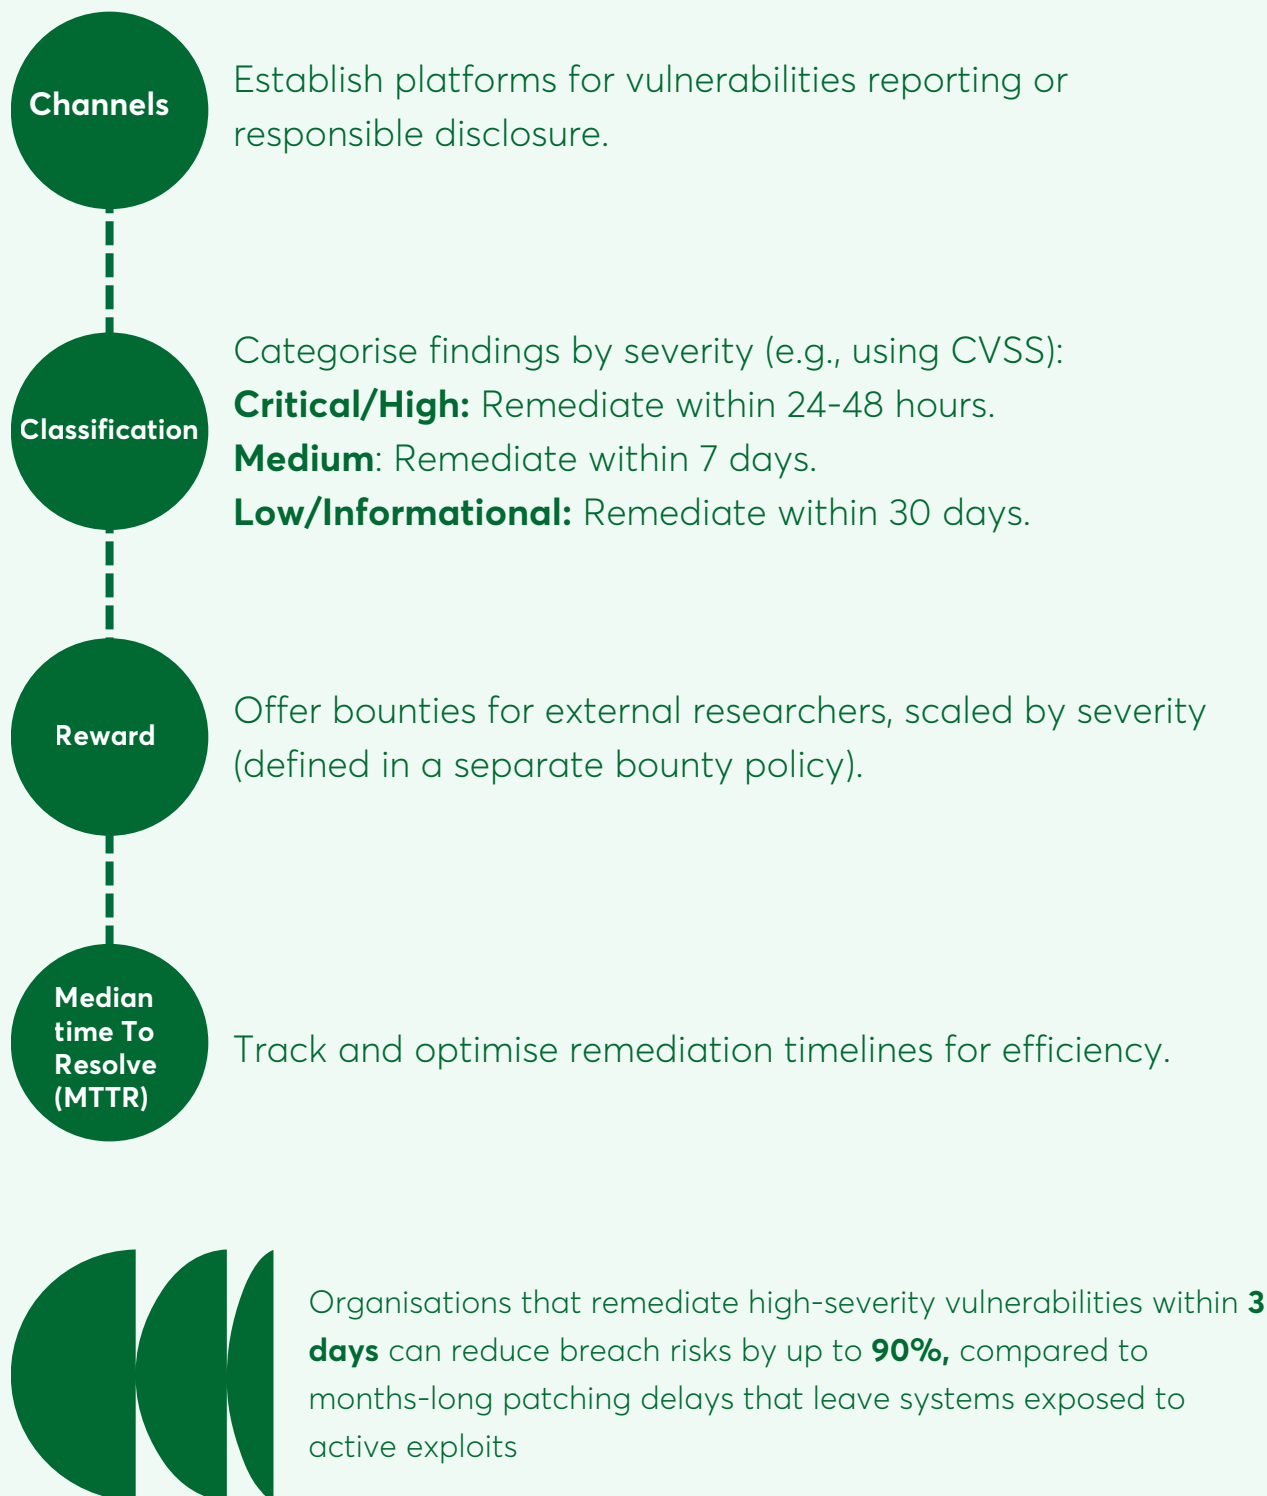 Channels
Establish platforms for vulnerabilities reporting or
responsible disclosure.
Classification
Categorise findings by severity (e.g., using CVSS):
Critical/High: Remediate within 24-48 hours.
Medium: Remediate within 7 days.
Low/Informational: Remediate within 30 days.
Reward
Offer bounties for external researchers, scaled by severity
(defined in a separate bounty policy).
Median
time To
Resolve
(MTTR)
Track and optimise remediation timelines for efficiency.
Organisations that remediate high-severity vulnerabilities within 3
days can reduce breach risks by up to 90%, compared to
months-long patching delays that leave systems exposed to
active exploits